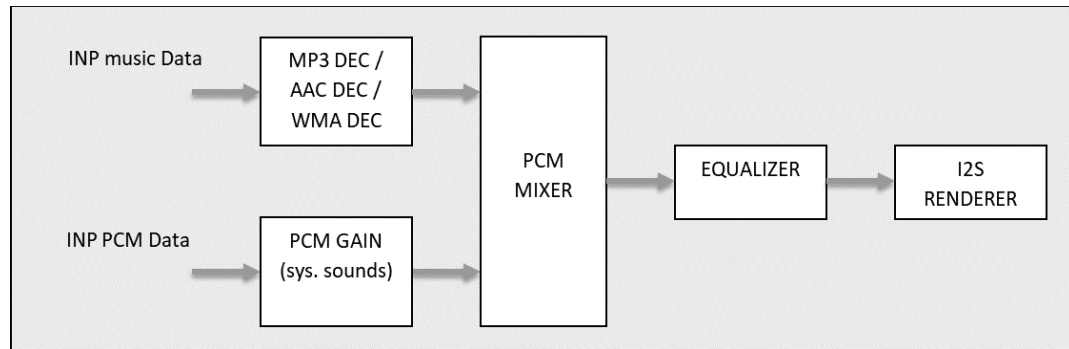 INP music Data
MP3 DEC /
AAC DEC /
WMA DEC
PCM
MIXER
EQUALIZER
I2S
RENDERER
INP PCM Data
PCM GAIN
(sys. sounds)